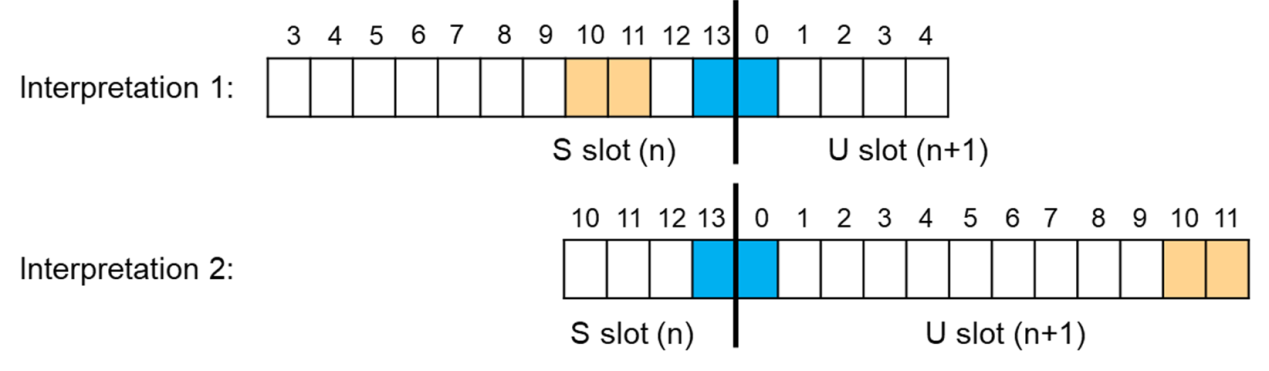 3 4 5 6 7 8 9 10 11 12 13 0 1 2 3 4
Interpretation 1:
S slot (n) U slot (n+1)
10 11 12 13 0 1 2 3 4 5 6 7 8 9 10 11
Interpretation 2:
S slot (n) U slot (n+1)